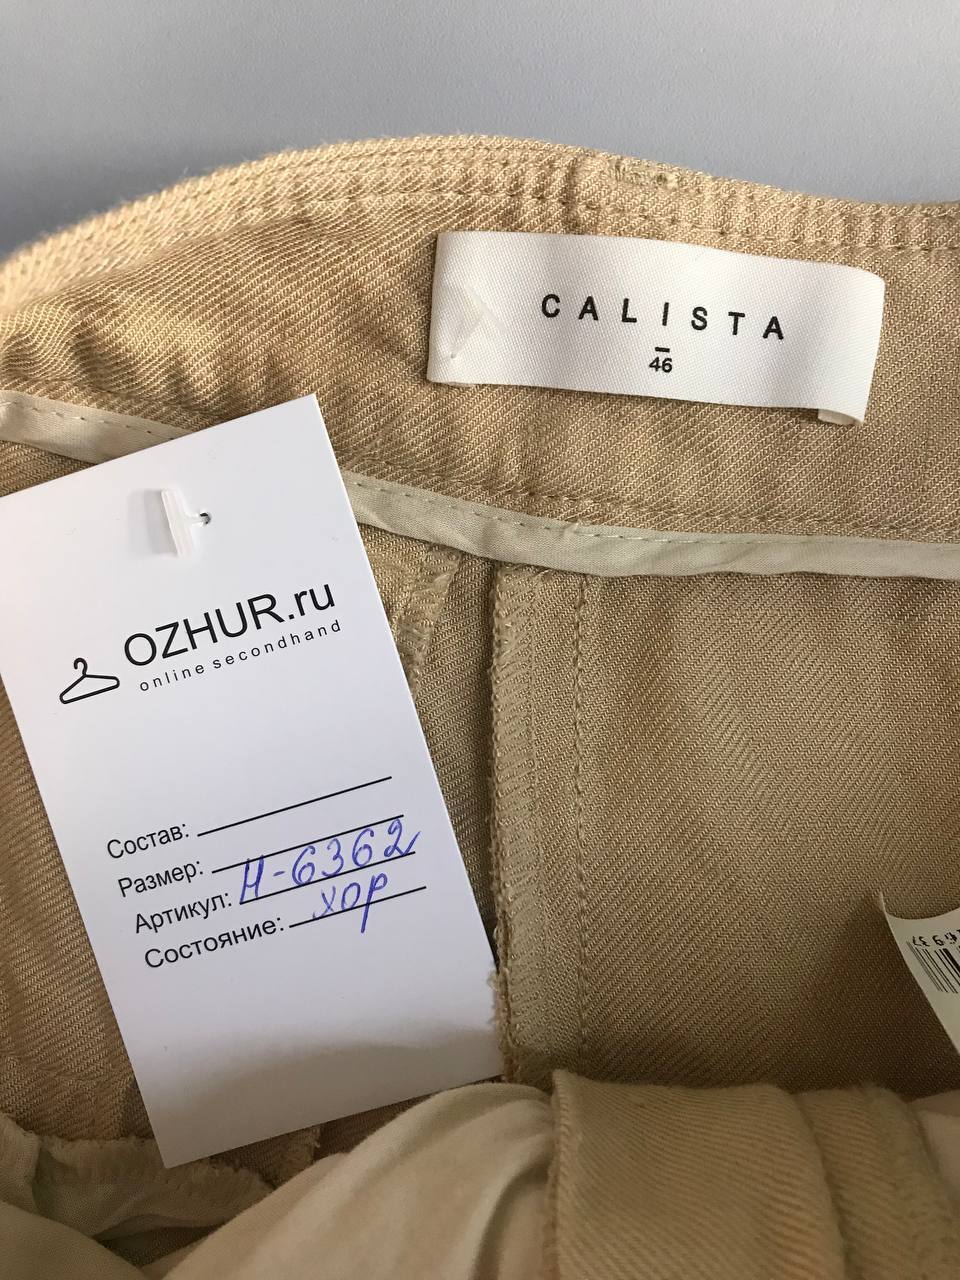 CALISTA
46
OZHUR.ru
online secondhand
Состав:
Размер:
Артикул: Н-6362
Состояние: хор